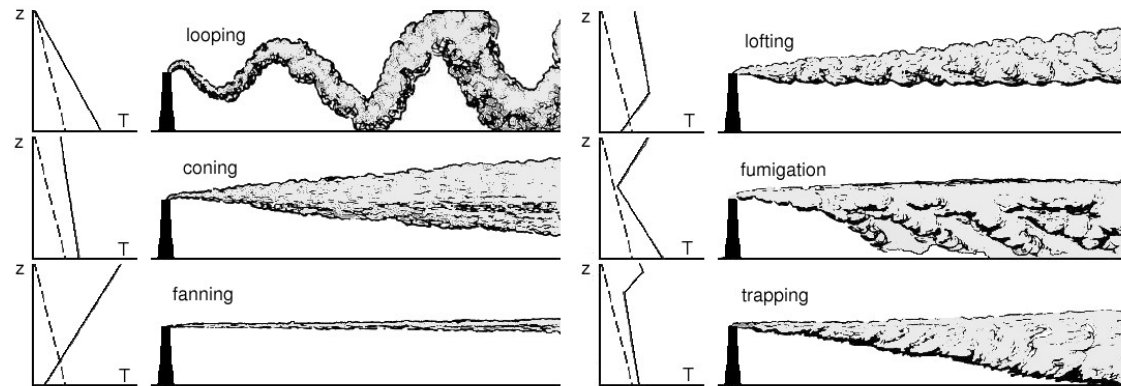 z
looping
T
z
coning
T
z
fanning
T
z
lofting
T
z
fumigation
T
z
trapping
T